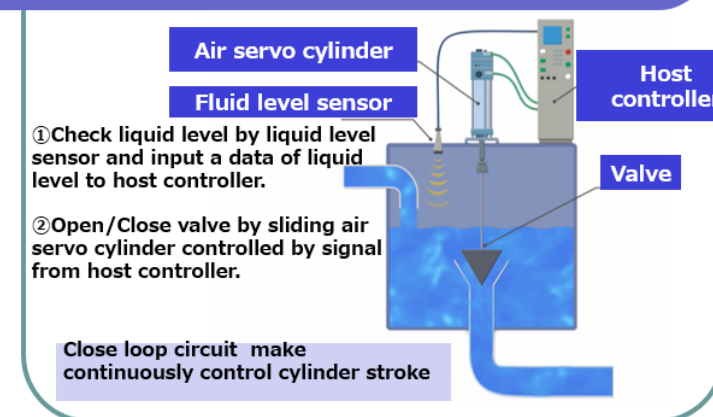 Air servo cylinder
Fluid level sensor
Host
controller
①Check liquid level by liquid level
sensor and input a data of liquid
level to host controller.
Valve
②Open/Close valve by sliding air
servo cylinder controlled by signal
from host controller.
Close loop circuit make
continuously control cylinder stroke